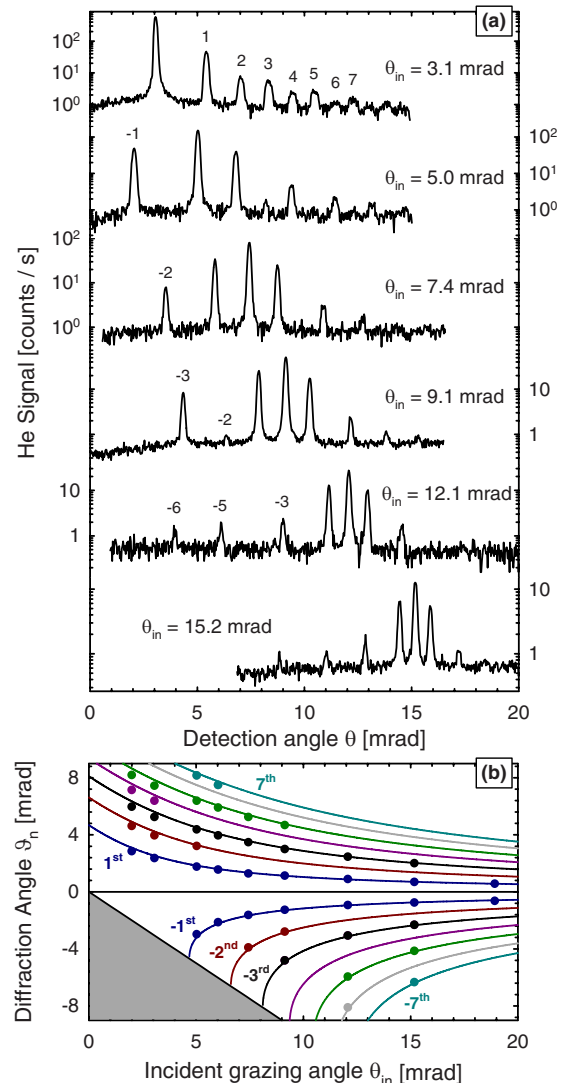 (a)
He Signal [counts / s]
10² 10¹ 10⁰
1 2 3 4 5 6 7
θin = 3.1 mrad
10² 10¹ 10⁰
-1
θin = 5.0 mrad
10² 10¹ 10⁰
-2
θin = 7.4 mrad
10 1
-3 -2
θin = 9.1 mrad
10 1
-6 -5 -3
θin = 12.1 mrad
10 1
θin = 15.2 mrad
0 5 10 15 20
Detection angle θ [mrad]
(b)
Diffraction Angle ϑn [mrad]
8 4 0 -4 -8
7th
1st
-1st
-2nd
-3rd
-7th
0 5 10 15 20
Incident grazing angle θin [mrad]